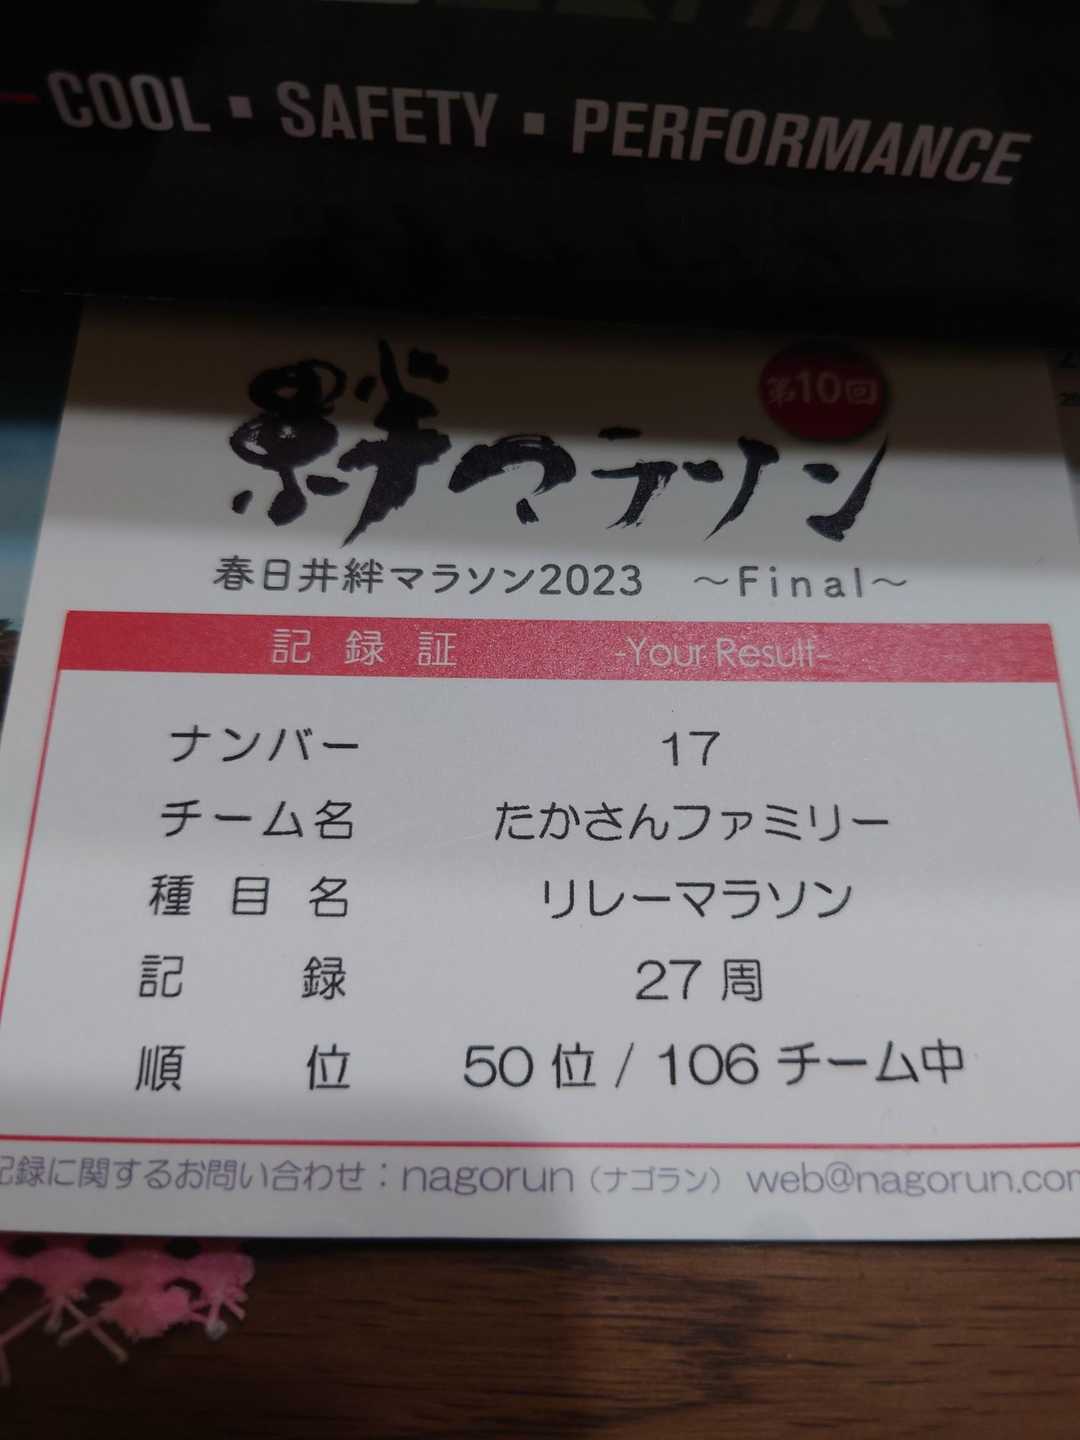 COOL ▪ SAFETY ▪ PERFORMANCE
第10回
絆マラソン
春日井絆マラソン2023 ～Final～
記録証 -Your Result-
ナンバー 17
チーム名 たかさんファミリー
種目名 リレーマラソン
記録 27周
順位 50位 / 106チーム中
記録に関するお問い合わせ：nagorun（ナゴラン） web@nagorun.com